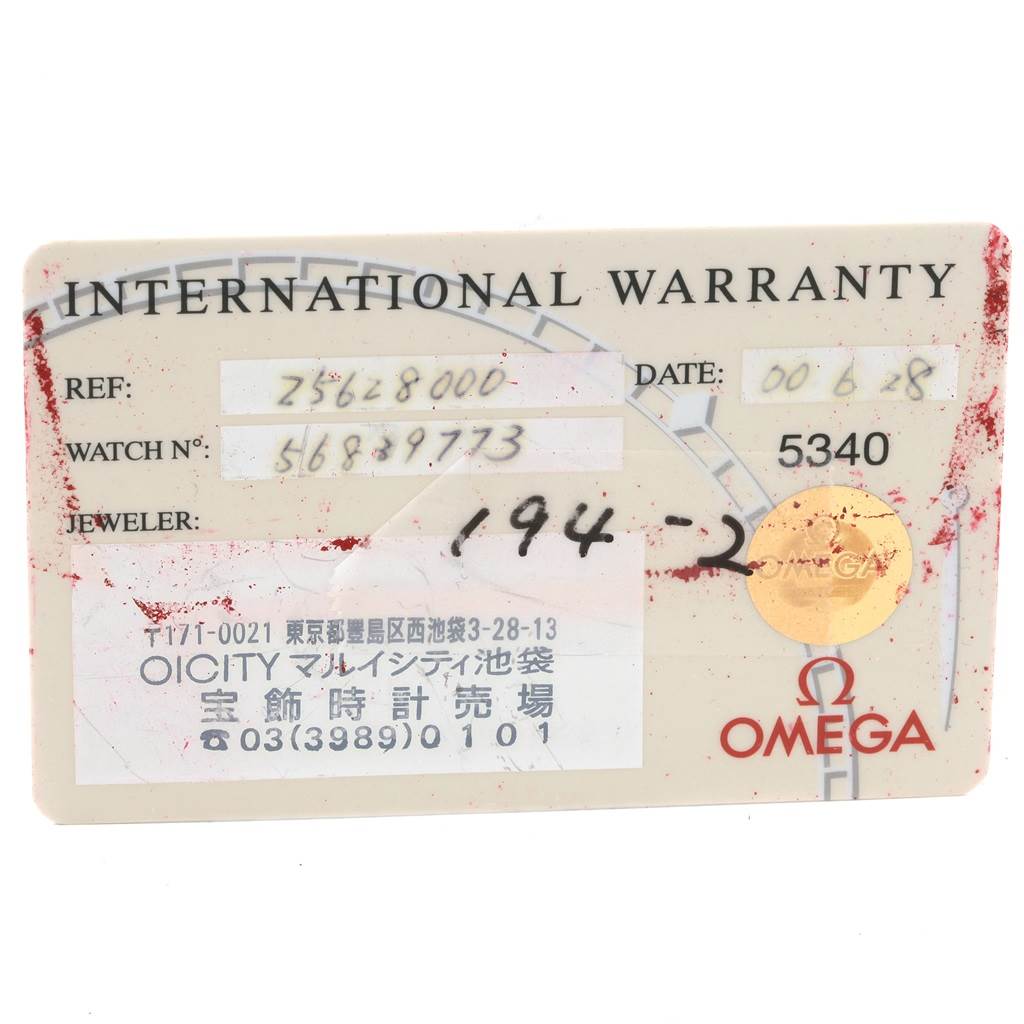 INTERNATIONAL WARRANTY
REF: 25628000 DATE: 00 6 28
WATCH Nº: 56839773 5340
JEWELER: 194-2
OMEGA
〒171-0021 東京都豊島区西池袋3-28-13
OICITY マルイシティ池袋
宝飾時計売場
☎03(3989)0101
Ω
OMEGA